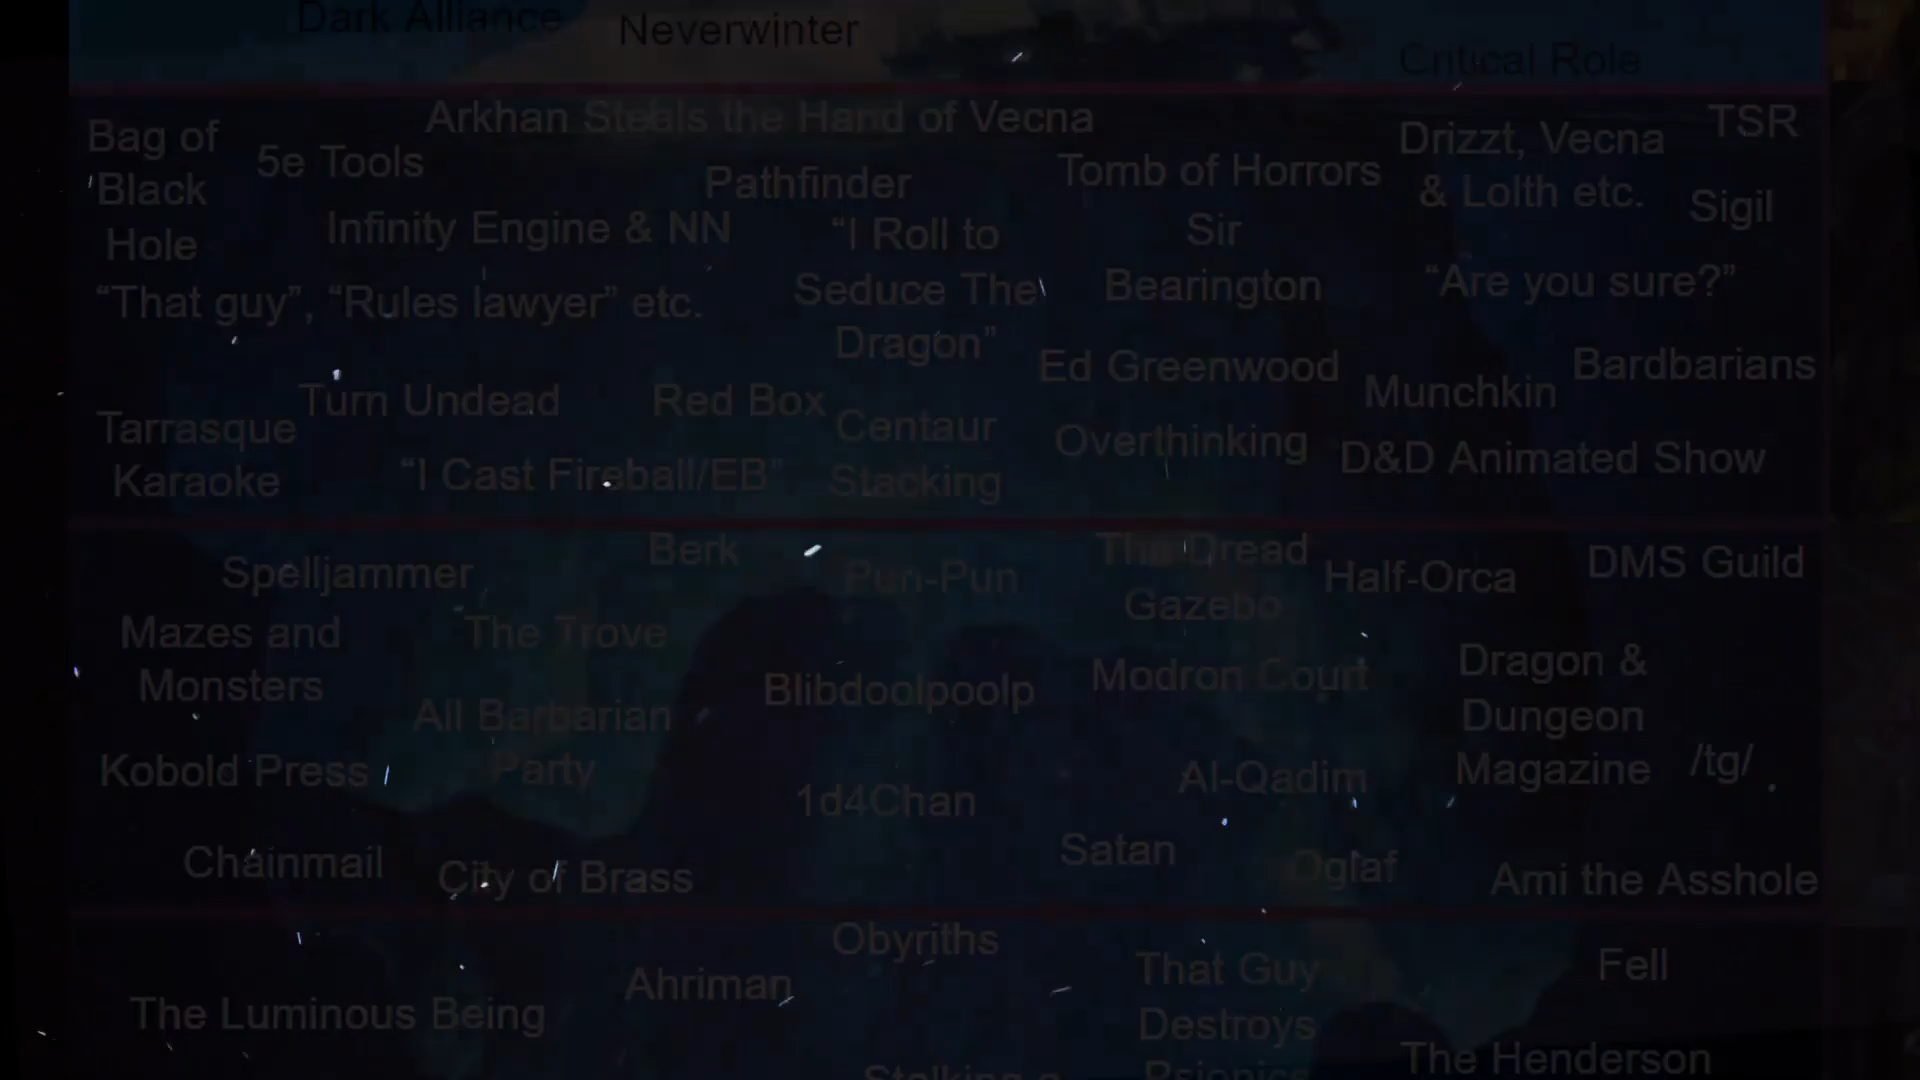 Dark Alliance
Neverwinter
Critical Role
Arkhan Steals the Hand of Vecna
TSR
Bag of
Black
Hole
5e Tools
Pathfinder
Tomb of Horrors
Drizzt, Vecna
& Lolth etc.
Sigil
Infinity Engine & NN
“I Roll to
Seduce The
Dragon”
Sir
Bearington
“Are you sure?”
“That guy”, “Rules lawyer” etc.
Ed Greenwood
Munchkin
Bardbarians
Turn Undead
Red Box
Tarrasque
Karaoke
Centaur
Stacking
Overthinking
D&D Animated Show
“I Cast Fireball/EB”
Berk
The Dread
Gazebo
Spelljammer
Pun-Pun
Half-Orca
DMS Guild
Mazes and
Monsters
The Trove
Dragon &
Dungeon
Magazine
Blibdoolpoolp
Modron Court
All Barbarian
Party
Kobold Press
1d4Chan
Al-Qadim
/tg/
Chainmail
City of Brass
Satan
Oglaf
Ami the Asshole
Obyriths
Ahriman
That Guy
Destroys
Psionics
Fell
The Luminous Being
The Henderson
Stalking